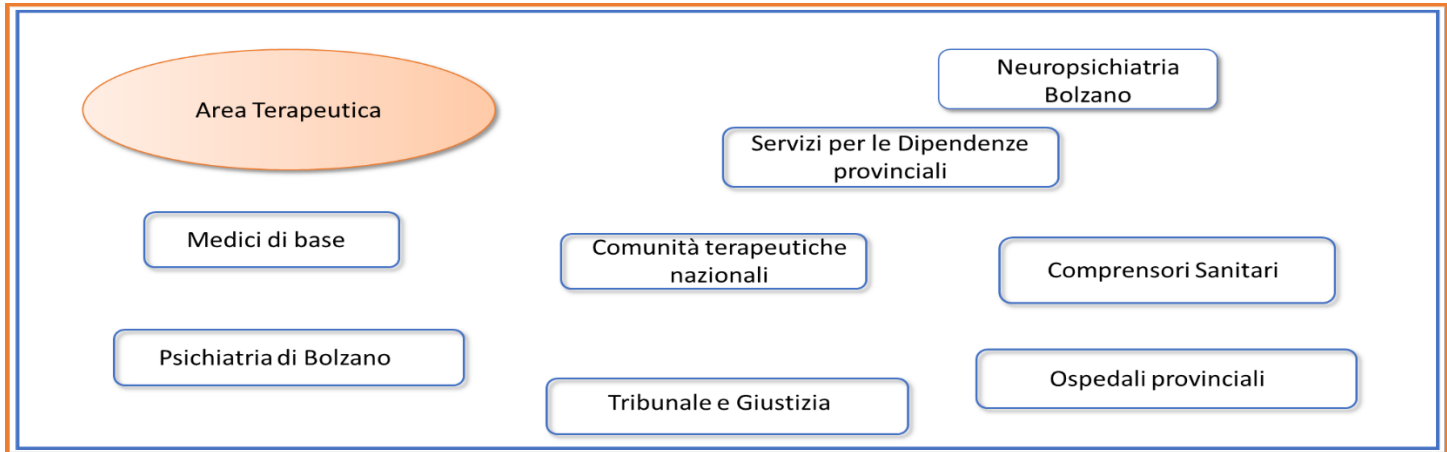 Area Terapeutica
Neuropsichiatria
Bolzano
Servizi per le Dipendenze
provinciali
Medici di base
Comunità terapeutiche
nazionali
Comprensori Sanitari
Psichiatria di Bolzano
Ospedali provinciali
Tribunale e Giustizia